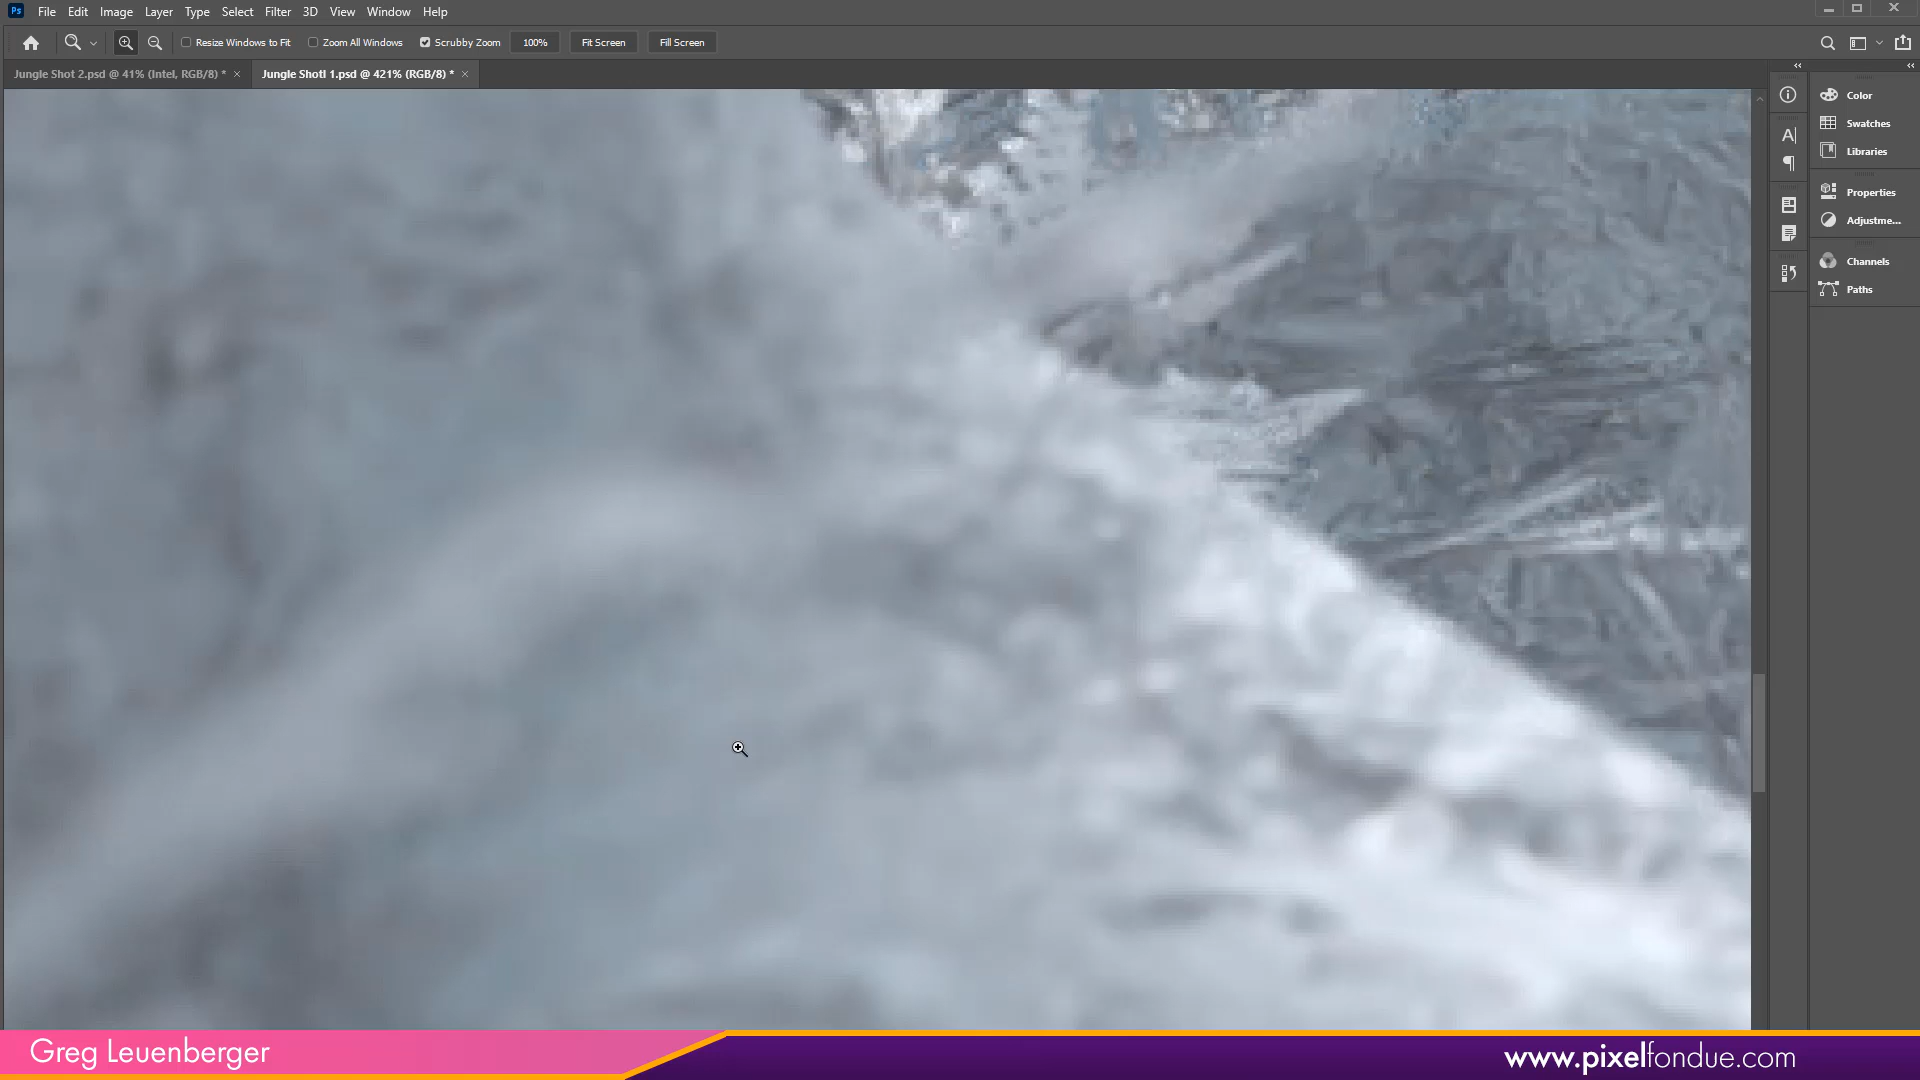 Ps File Edit Image Layer Type Select Filter 3D View Window Help
Resize Windows to Fit Zoom All Windows Scrubby Zoom 100% Fit Screen Fill Screen
Jungle Shot 2.psd @ 41% (Intel, RGB/8) * × Jungle Shotl 1.psd @ 421% (RGB/8) * ×
Color
Swatches
Libraries
Properties
Adjustme...
Channels
Paths
Greg Leuenberger
www.pixelfondue.com